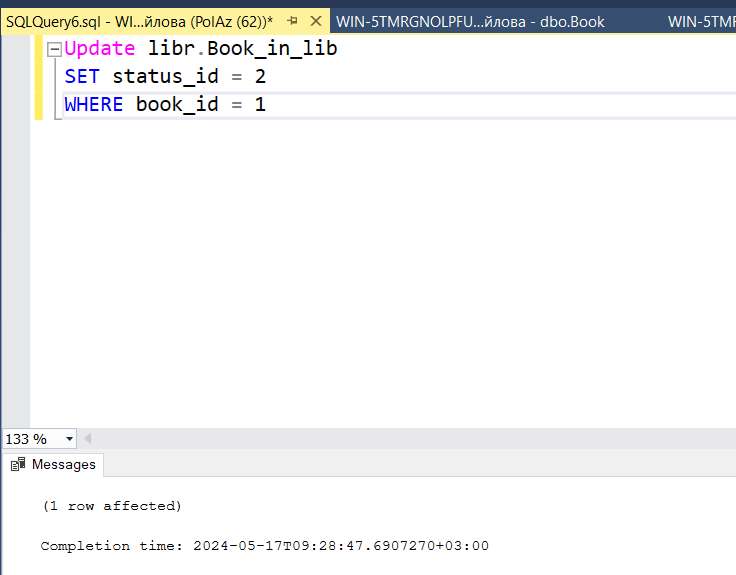 SQLQuery6.sql - WI...йлова (PolAz (62))*
WIN-5TMRGNOLPFU...йлова - dbo.Book
WIN-5TMR
Update libr.Book_in_lib
SET status_id = 2
WHERE book_id = 1
133 %
Messages
(1 row affected)
Completion time: 2024-05-17T09:28:47.6907270+03:00